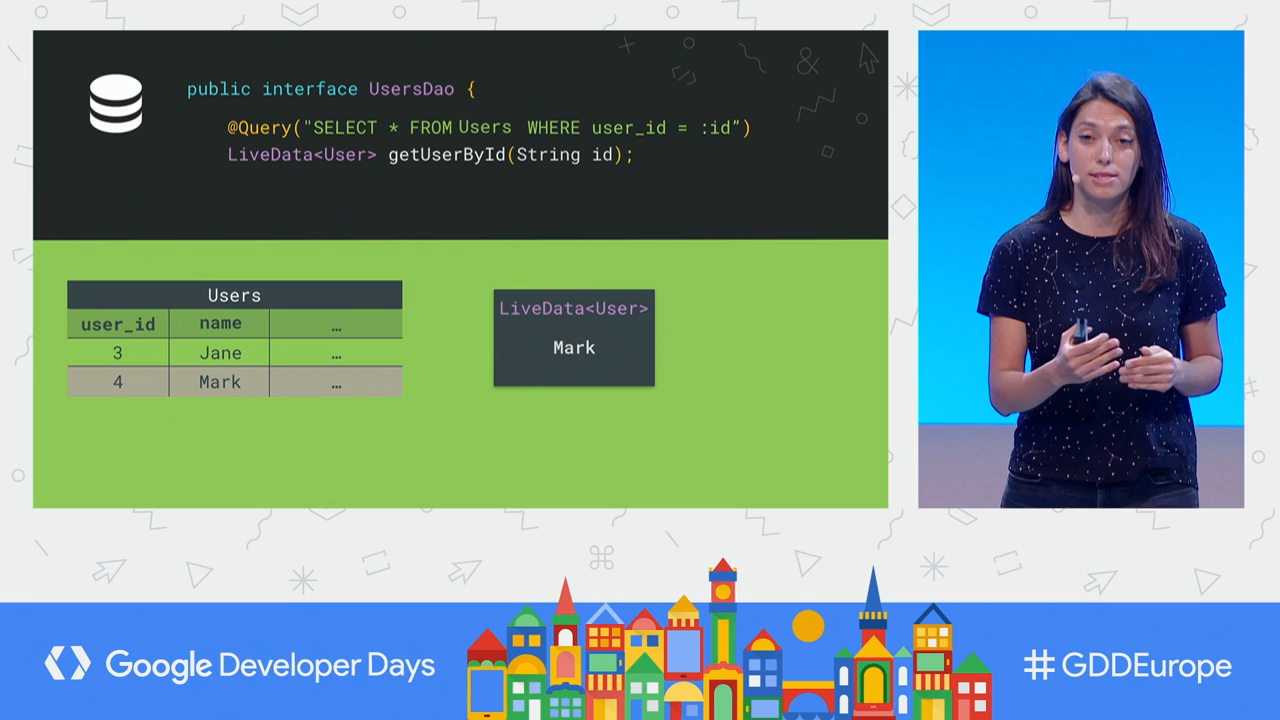 public interface UsersDao {
@Query("SELECT * FROM Users WHERE user_id = :id”)
LiveData<User> getUserById(String id);
Users
user_id name …
3 Jane …
4 Mark …
LiveData<User>
Mark
Google Developer Days
#GDDEurope